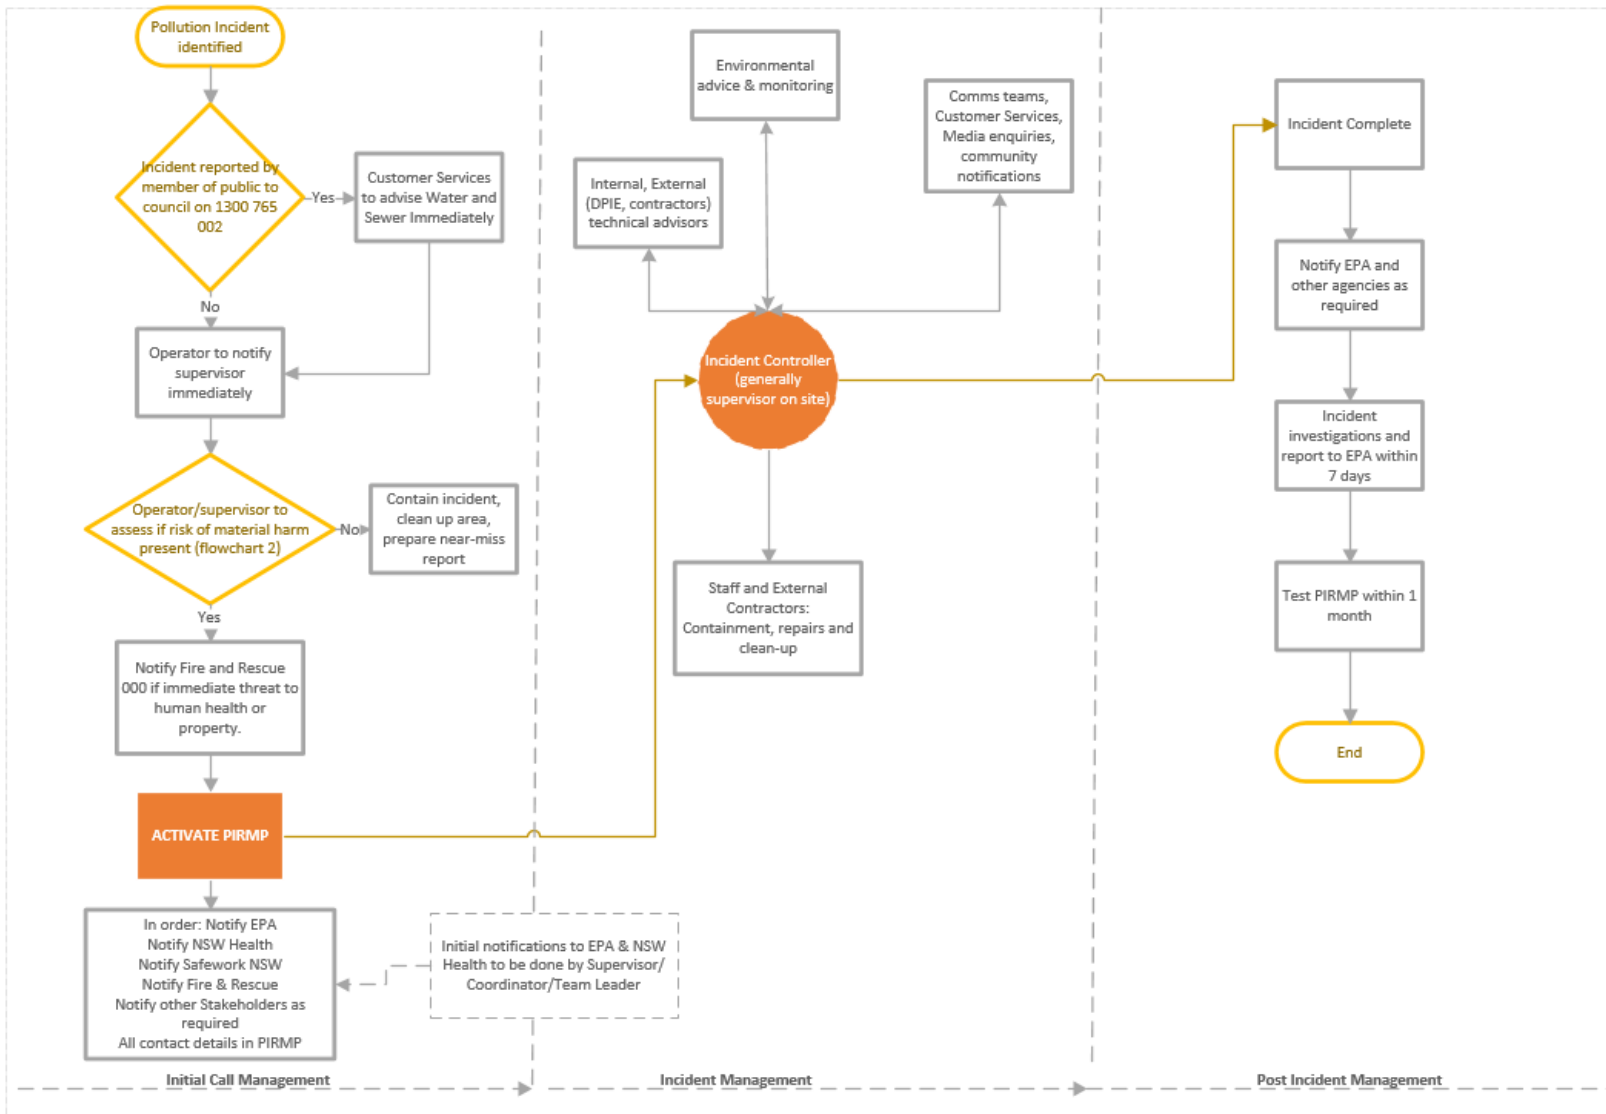 Pollution Incident
identified
Incident reported by
member of public to
council on 1300 765
002
Yes
Customer Services
to advise Water and
Sewer Immediately
No
Operator to notify
supervisor
immediately
Operator/supervisor to
assess if risk of material harm
present (flowchart 2)
No
Contain incident,
clean up area,
prepare near-miss
report
Yes
Notify Fire and Rescue
000 if immediate threat to
human health or
property.
ACTIVATE PIRMP
In order: Notify EPA
Notify NSW Health
Notify Safework NSW
Notify Fire & Rescue
Notify other Stakeholders as
required
All contact details in PIRMP
Initial notifications to EPA & NSW
Health to be done by Supervisor/
Coordinator/Team Leader
Initial Call Management
Environmental
advice & monitoring
Internal, External
(DPIE, contractors)
technical advisors
Comms teams,
Customer Services,
Media enquiries,
community
notifications
Incident Controller
(generally
supervisor on site)
Staff and External
Contractors:
Containment, repairs and
clean-up
Incident Management
Incident Complete
Notify EPA and
other agencies as
required
Incident
investigations and
report to EPA within
7 days
Test PIRMP within 1
month
End
Post Incident Management